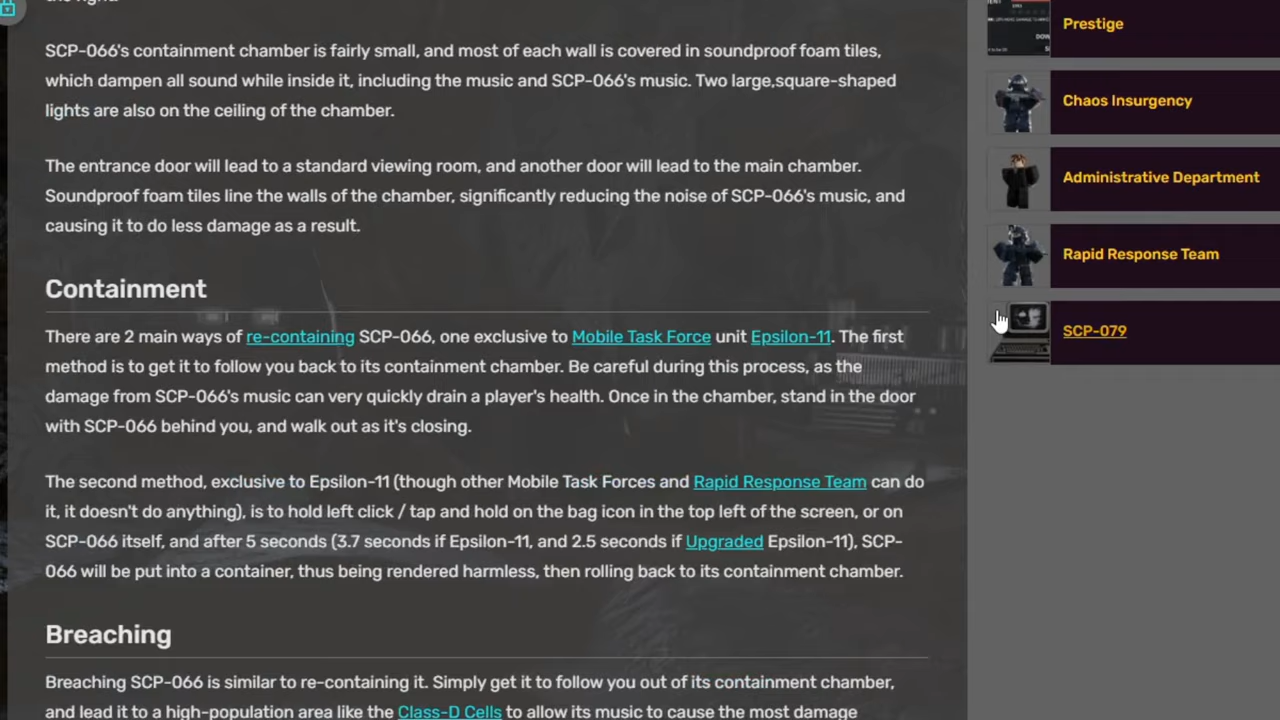 SCP-066's containment chamber is fairly small, and most of each wall is covered in soundproof foam tiles,
which dampen all sound while inside it, including the music and SCP-066's music. Two large,square-shaped
lights are also on the ceiling of the chamber.
The entrance door will lead to a standard viewing room, and another door will lead to the main chamber.
Soundproof foam tiles line the walls of the chamber, significantly reducing the noise of SCP-066's music, and
causing it to do less damage as a result.
Containment
There are 2 main ways of re-containing SCP-066, one exclusive to Mobile Task Force unit Epsilon-11. The first
method is to get it to follow you back to its containment chamber. Be careful during this process, as the
damage from SCP-066's music can very quickly drain a player's health. Once in the chamber, stand in the door
with SCP-066 behind you, and walk out as it's closing.
The second method, exclusive to Epsilon-11 (though other Mobile Task Forces and Rapid Response Team can do
it, it doesn't do anything), is to hold left click / tap and hold on the bag icon in the top left of the screen, or on
SCP-066 itself, and after 5 seconds (3.7 seconds if Epsilon-11, and 2.5 seconds if Upgraded Epsilon-11), SCP-
066 will be put into a container, thus being rendered harmless, then rolling back to its containment chamber.
Breaching
Breaching SCP-066 is similar to re-containing it. Simply get it to follow you out of its containment chamber,
and lead it to a high-population area like the Class-D Cells to allow its music to cause the most damage
Prestige
Chaos Insurgency
Administrative Department
Rapid Response Team
SCP-079